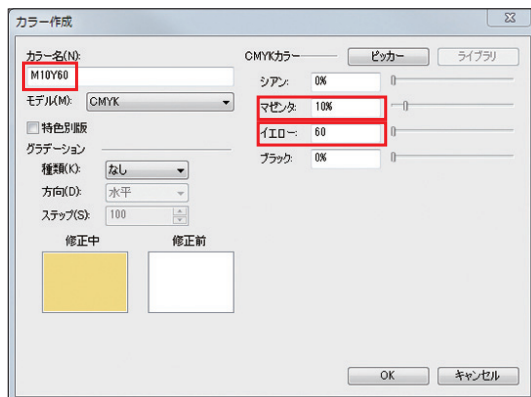 カラー作成
カラー名(N):
M10Y60
モデル(M): CMYK
特色別版
グラデーション
種類(K): なし
方向(D): 水平
ステップ(S): 100
修正中 修正前
CMYKカラー ピッカー ライブラリ
シアン: 0%
マゼンタ: 10%
イエロー: 60
ブラック: 0%
OK キャンセル